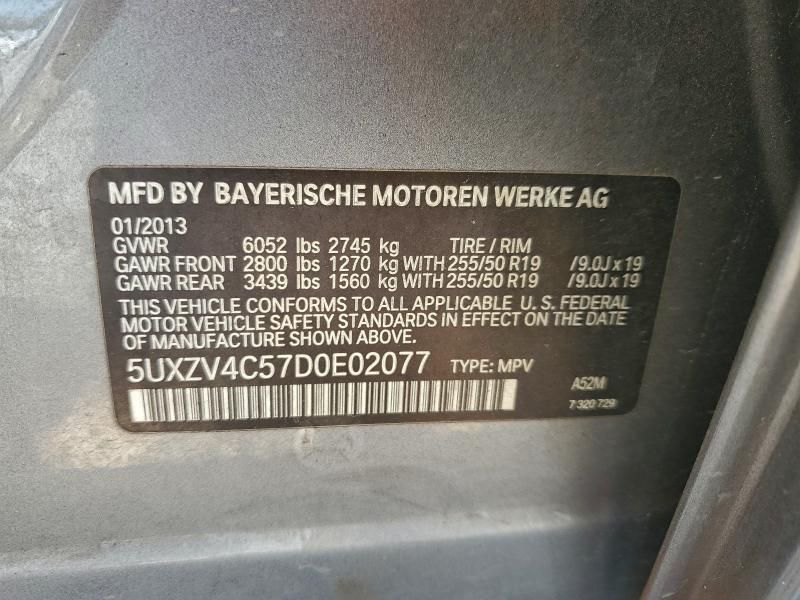 MFD BY BAYERISCHE MOTOREN WERKE AG
01/2013
GVWR 6052 lbs 2745 kg TIRE / RIM
GAWR FRONT 2800 lbs 1270 kg WITH 255/50 R19 /9.0J x 19
GAWR REAR 3439 lbs 1560 kg WITH 255/50 R19 /9.0J x 19
THIS VEHICLE CONFORMS TO ALL APPLICABLE U.S. FEDERAL
MOTOR VEHICLE SAFETY STANDARDS IN EFFECT ON THE DATE
OF MANUFACTURE SHOWN ABOVE.
5UXZV4C57D0E02077 TYPE: MPV
A52M
7 320 729